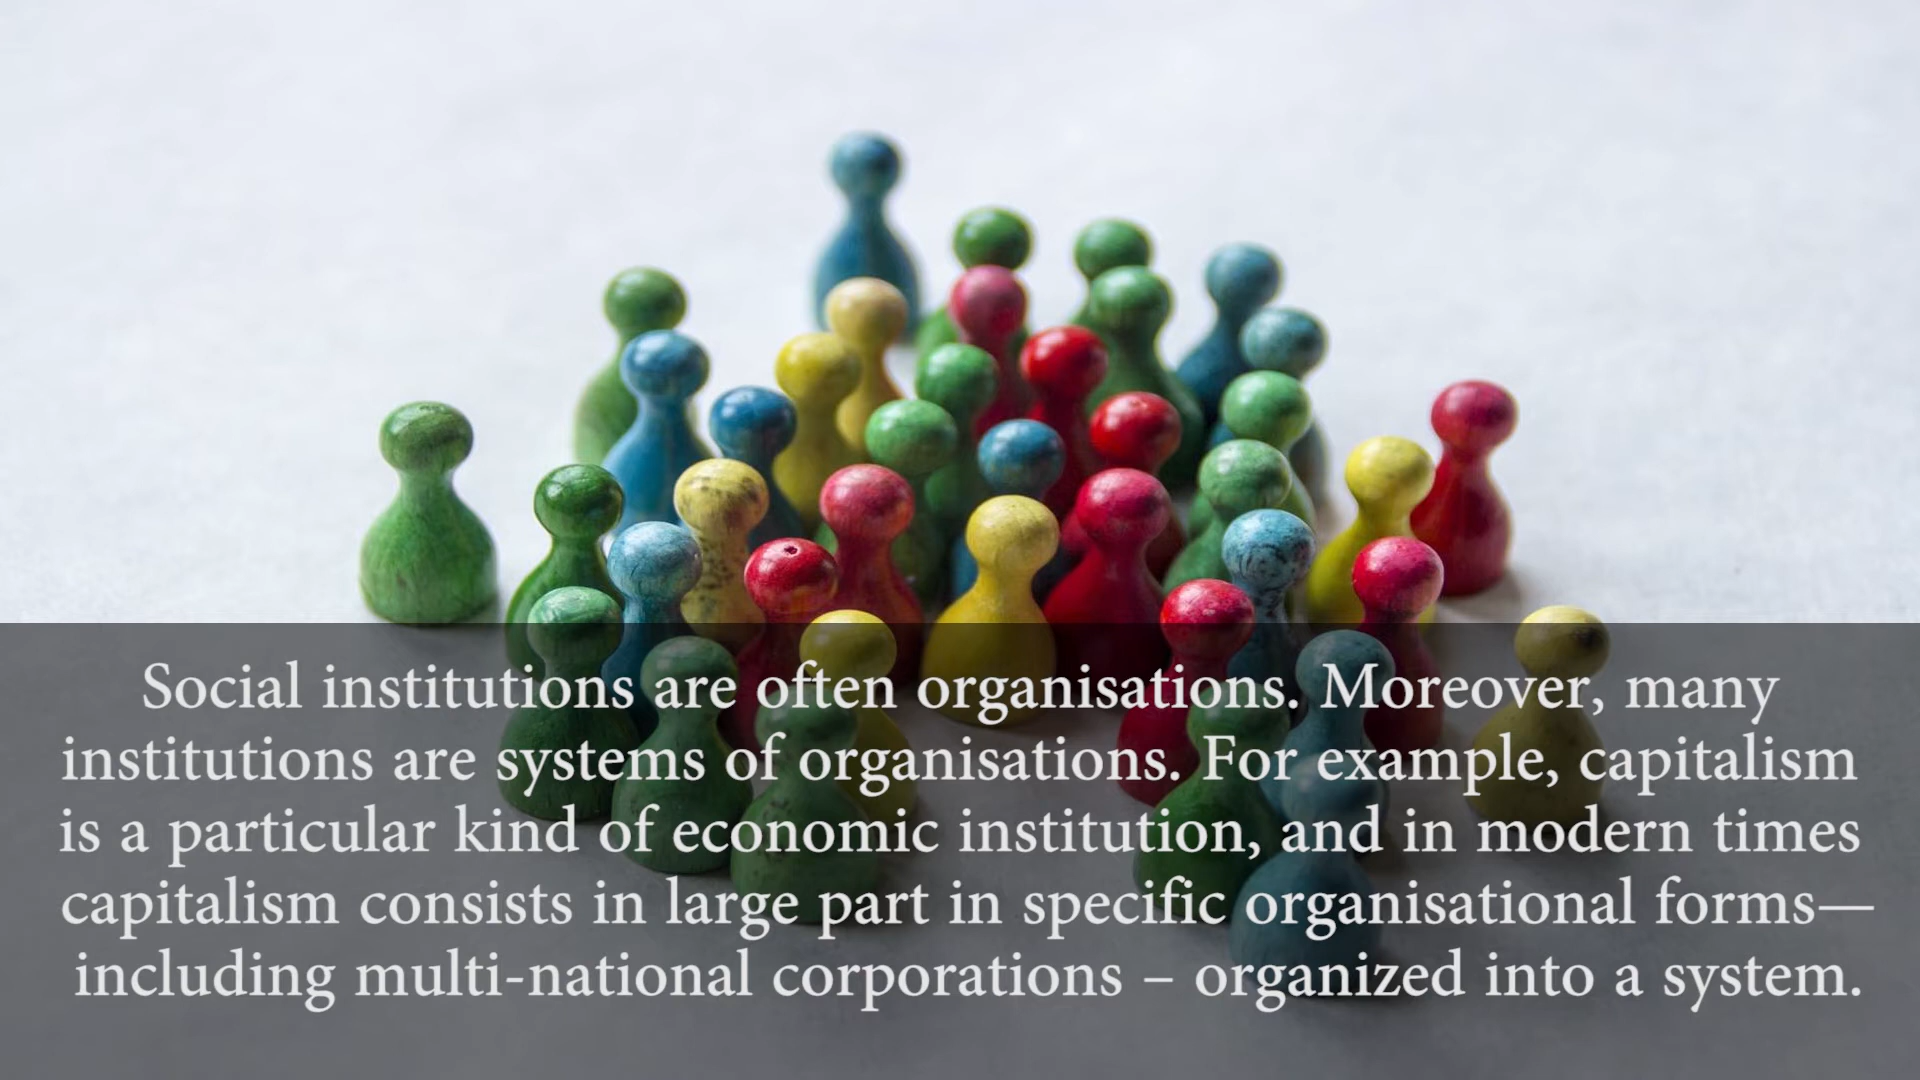 Social institutions are often organisations. Moreover, many
institutions are systems of organisations. For example, capitalism
is a particular kind of economic institution, and in modern times
capitalism consists in large part in specific organisational forms—
including multi-national corporations – organized into a system.